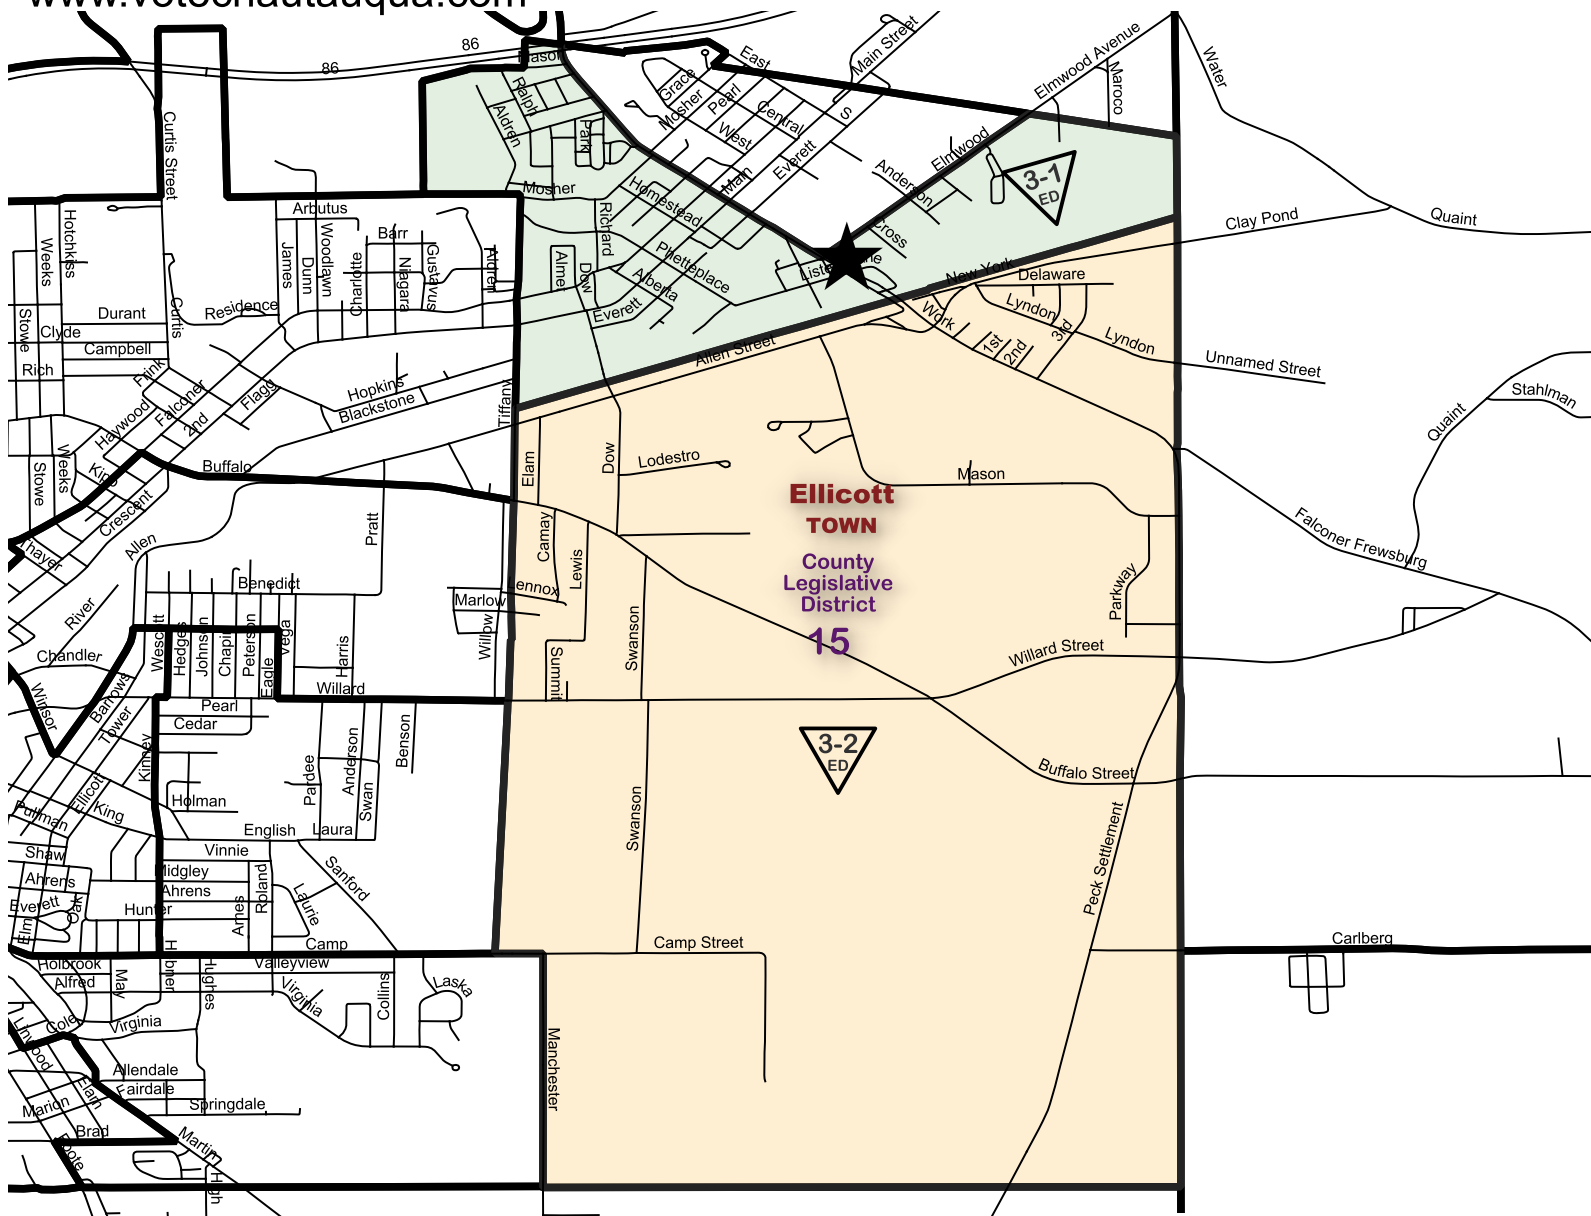 www.votechautauqua.com
86
86
Mason
East
Main Street
Elmwood Avenue
Water
Maroco
Ralph
Grace
Mosher
Pearl
Central
S
Aldren
Park
West
Everett
Elmwood
Curtis Street
Anderson
3-1
ED
Mosher
Homestead
Main
Arbutus
Richard
Cross
Clay Pond
Quaint
Hotchkiss
Weeks
James
Dunn
Woodlawn
Barr
Charlotte
Niagara
Gustavus
Aldren
Almet
Dow
Phetteplace
Alberta
New York
Delaware
Durant
Curtis
Residence
Everett
Lyndon
Work
Stowe
Clyde
Campbell
Rich
Allen Street
1st
2nd
3rd
Lyndon
Unnamed Street
Frink
Falconer
Haywood
2nd
Flagg
Hopkins
Blackstone
Tiffany
Stahlman
Quaint
Weeks
Stowe
King
Buffalo
Elam
Dow
Lodestro
Mason
Ellicott
TOWN
Crescent
Thayer
Allen
Pratt
Camay
Lewis
County
Legislative
District
15
Falconer Frewsburg
Benedict
Lennox
Marlow
Willow
Parkway
River
Wescott
Hedges
Johnson
Chapin
Peterson
Eagle
Vega
Harris
Swanson
Willard Street
Chandler
Summit
Winsor
Barrows
Tower
Willard
Pearl
Cedar
Kinney
Pardee
Anderson
Swan
Benson
3-2
ED
Buffalo Street
Ellicott
Holman
Pullman
King
English
Laura
Swanson
Peck Settlement
Shaw
Vinnie
Midgley
Ahrens
Ahrens
Roland
Sanford
Laurie
Everett
Oak
Hunter
Ames
Elm
Camp
Camp Street
Carlberg
Holbrook
Alfred
May
Hibner
Hughes
Valleyview
Virginia
Collins
Laska
Linwood
Cole
Virginia
Manchester
Allendale
Fairdale
Elam
Marion
Springdale
Brad
Foote
Martin
High